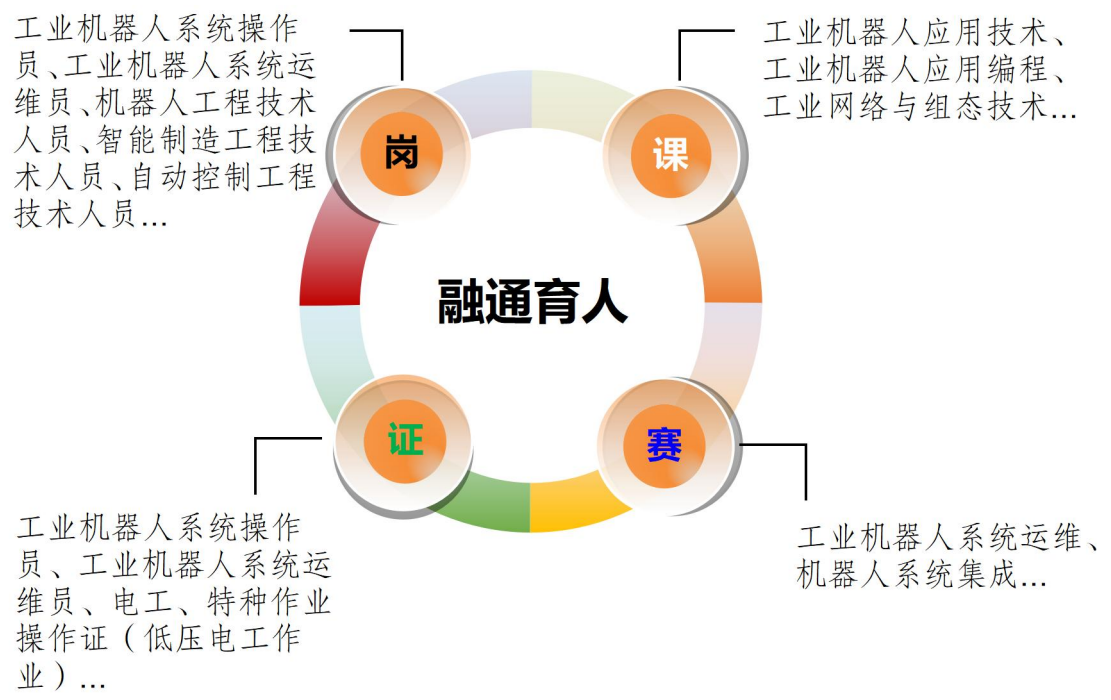 工业机器人系统操作
员、工业机器人系统运
维员、机器人工程技术
人员、智能制造工程技
术人员、自动控制工程
技术人员...
岗
工业机器人应用技术、
工业机器人应用编程、
工业网络与组态技术...
课
融通育人
证
工业机器人系统操作
员、工业机器人系统运
维员、电工、特种作业
操作证（低压电工作
业）...
赛
工业机器人系统运维、
机器人系统集成...